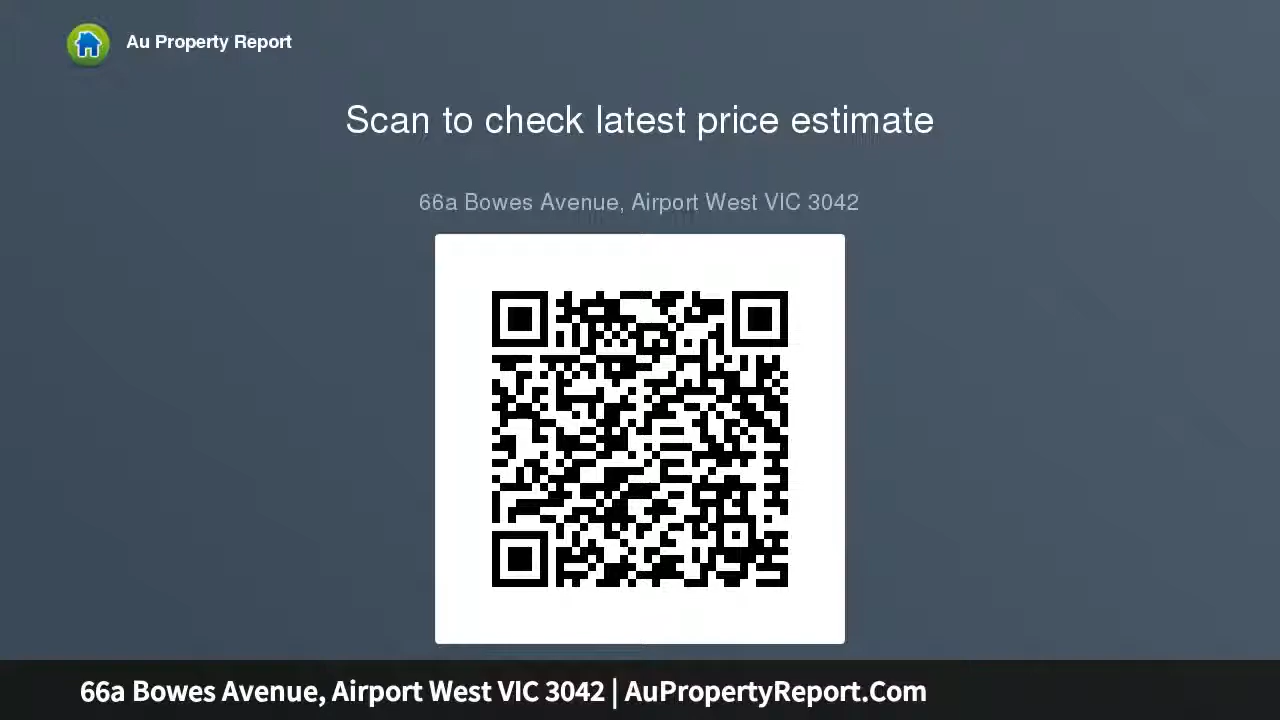 Au Property Report
Scan to check latest price estimate
66a Bowes Avenue, Airport West VIC 3042
66a Bowes Avenue, Airport West VIC 3042 | AuPropertyReport.Com